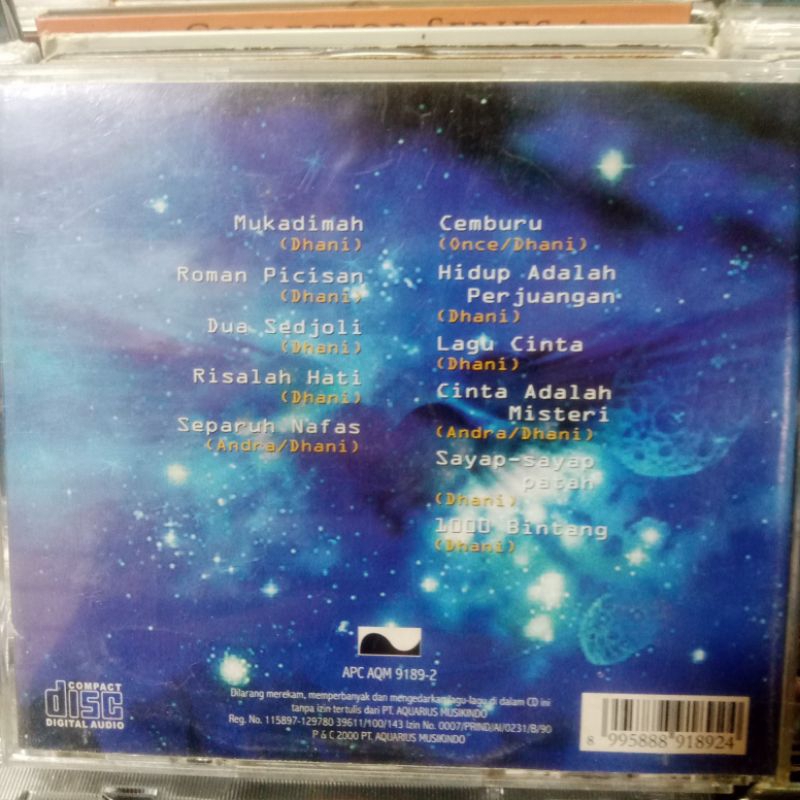 COLLECTOR SERIES
Mukadimah
(Dhani)
Roman Picisan
(Dhani)
Dua Sedjoli
(Dhani)
Risalah Hati
(Dhani)
Separuh Nafas
(Andra/Dhani)
Cemburu
(Once/Dhani)
Hidup Adalah
Perjuangan
(Dhani)
Lagu Cinta
(Dhani)
Cinta Adalah
Misteri
(Andra/Dhani)
Sayap-sayap
patah
(Dhani)
1000 Bintang
(Dhani)
APC AQM 9189-2
COMPACT
disc
DIGITAL AUDIO
Dilarang merekam, memperbanyak dan mengedarkan lagu-lagu di dalam CD ini
tanpa izin tertulis dari PT. AQUARIUS MUSIKINDO
Reg. No. 115897-129780 39611/100/143 Izin No. 0007/PRIND/AI/0231/B/90
P & C 2000 PT. AQUARIUS MUSIKINDO
8 995888 918924